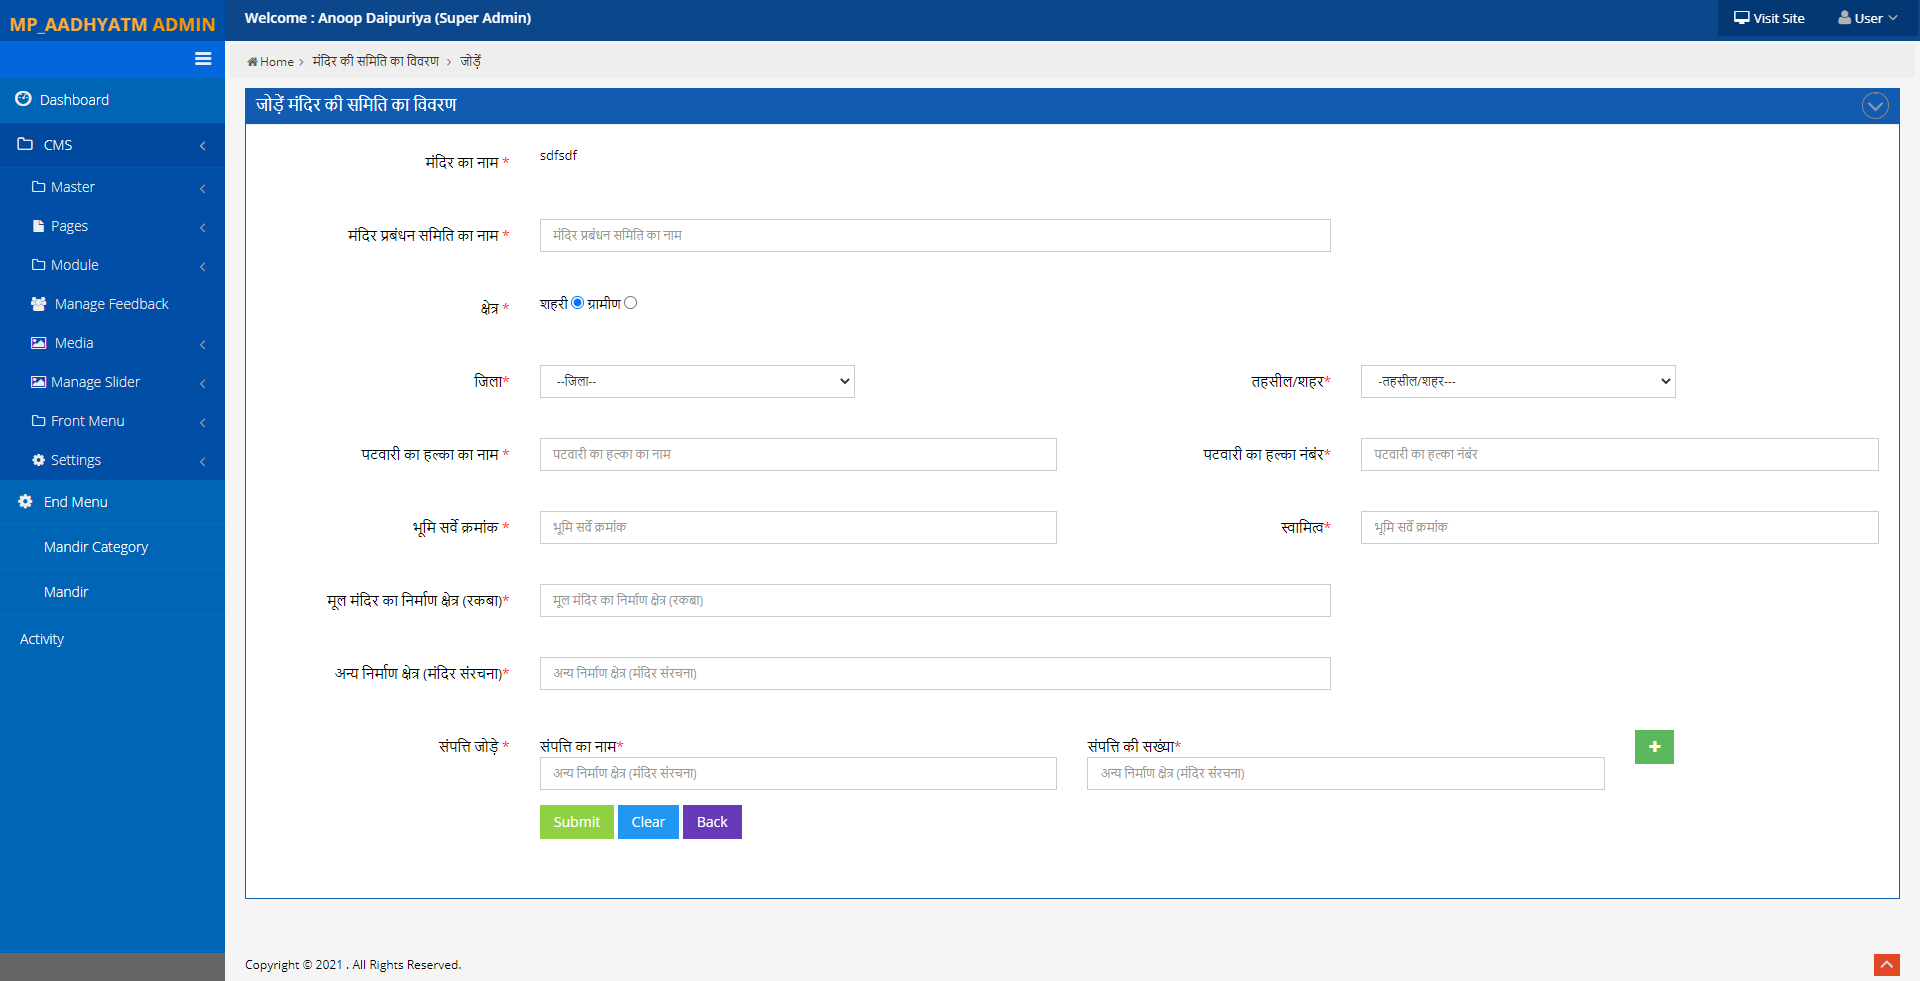 MP_AADHYATM ADMIN
Welcome : Anoop Daipuriya (Super Admin)
Visit Site
User
Home › मंदिर की समिति का विवरण › जोड़ें
Dashboard
CMS
Master
Pages
Module
Manage Feedback
Media
Manage Slider
Front Menu
Settings
End Menu
Mandir Category
Mandir
Activity
जोड़ें मंदिर की समिति का विवरण
मंदिर का नाम * sdfsdf
मंदिर प्रबंधन समिति का नाम * मंदिर प्रबंधन समिति का नाम
क्षेत्र * शहरी ग्रामीण
जिला* --जिला-- तहसील/शहर* -तहसील/शहर---
पटवारी का हल्का का नाम * पटवारी का हल्का का नाम पटवारी का हल्का नंबंर* पटवारी का हल्का नंबंर
भूमि सर्वे क्रमांक * भूमि सर्वे क्रमांक स्वामित्व* भूमि सर्वे क्रमांक
मूल मंदिर का निर्माण क्षेत्र (रकबा)* मूल मंदिर का निर्माण क्षेत्र (रकबा)
अन्य निर्माण क्षेत्र (मंदिर संरचना)* अन्य निर्माण क्षेत्र (मंदिर संरचना)
संपत्ति जोड़े * संपत्ति का नाम* संपत्ति की सख्ंया*
अन्य निर्माण क्षेत्र (मंदिर संरचना) अन्य निर्माण क्षेत्र (मंदिर संरचना)
Submit Clear Back
Copyright © 2021 . All Rights Reserved.